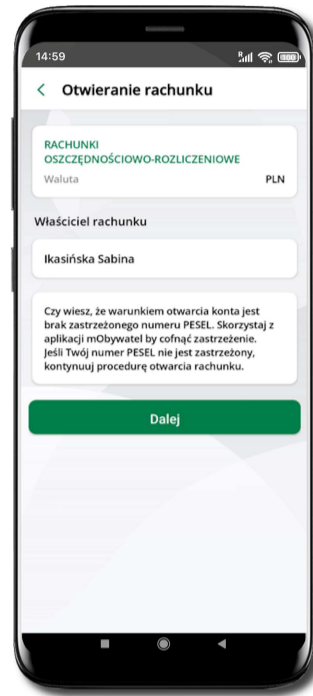 14:59
100
Otwieranie rachunku
RACHUNKI
OSZCZĘDNOŚCIOWO-ROZLICZENIOWE
Waluta PLN
Właściciel rachunku
Ikasińska Sabina
Czy wiesz, że warunkiem otwarcia konta jest
brak zastrzeżonego numeru PESEL. Skorzystaj z
aplikacji mObywatel by cofnąć zastrzeżenie.
Jeśli Twój numer PESEL nie jest zastrzeżony,
kontynuuj procedurę otwarcia rachunku.
Dalej